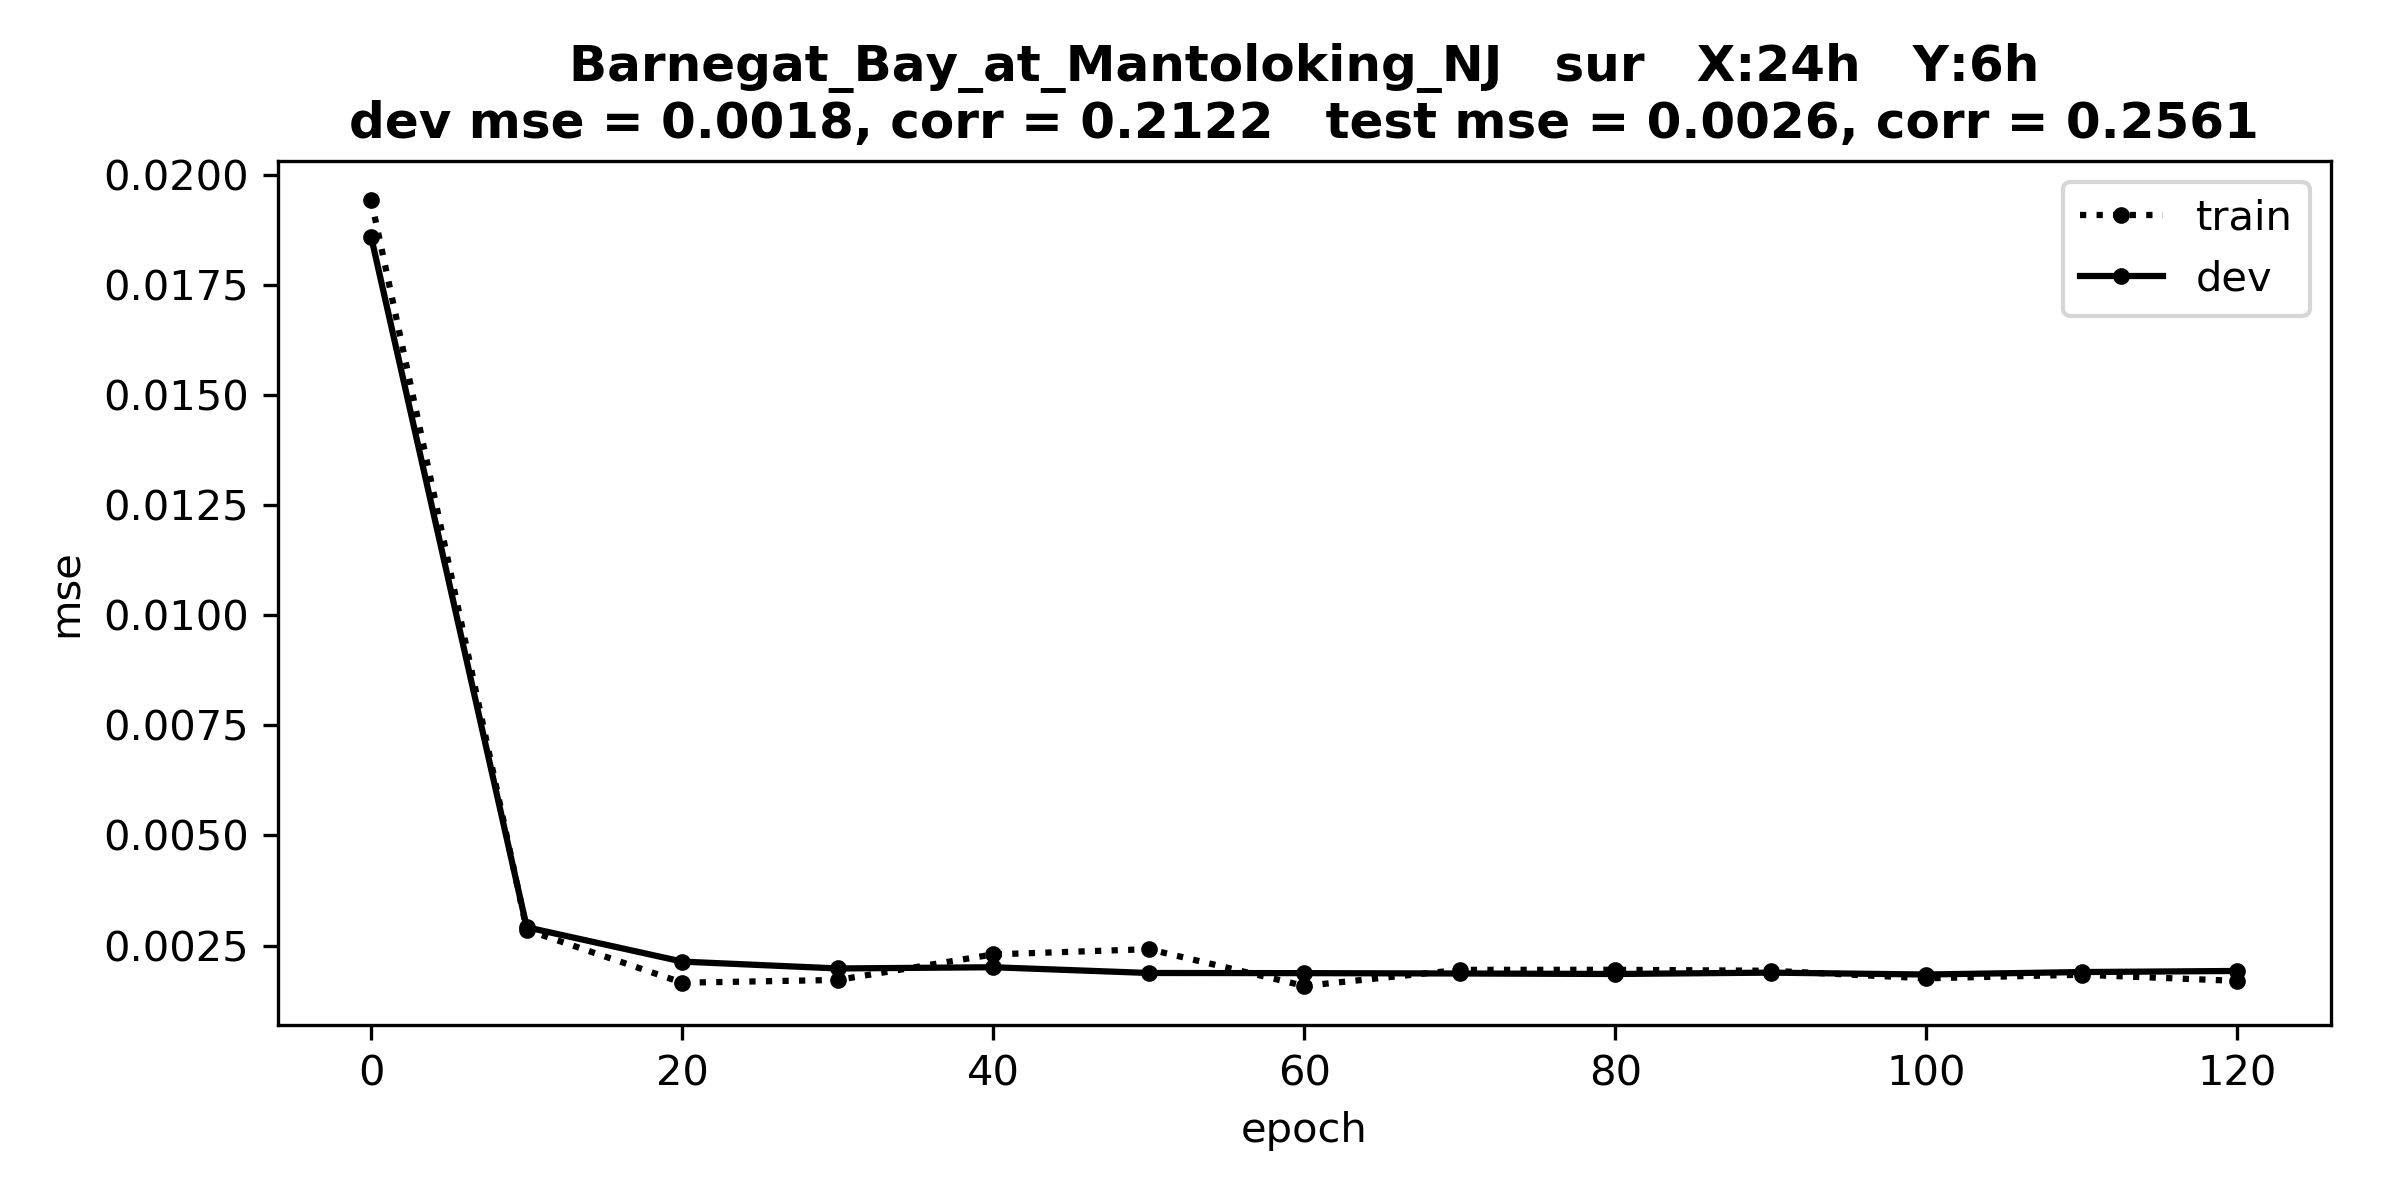 Barnegat_Bay_at_Mantoloking_NJ   sur   X:24h   Y:6h
dev mse = 0.0018, corr = 0.2122   test mse = 0.0026, corr = 0.2561
0.0200
0.0175
0.0150
0.0125
0.0100
0.0075
0.0050
0.0025
mse
train
dev
0 20 40 60 80 100 120
epoch